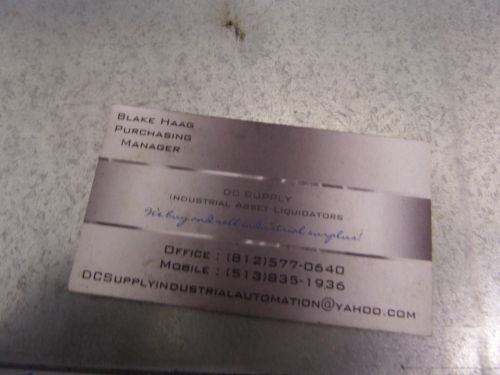 Blake Haag
Purchasing
Manager
DC Supply
Industrial Asset Liquidators
We buy and sell industrial surplus!
Office : (812)577-0640
Mobile : (513)835-1936
DCSupplyindustrialautomation@yahoo.com